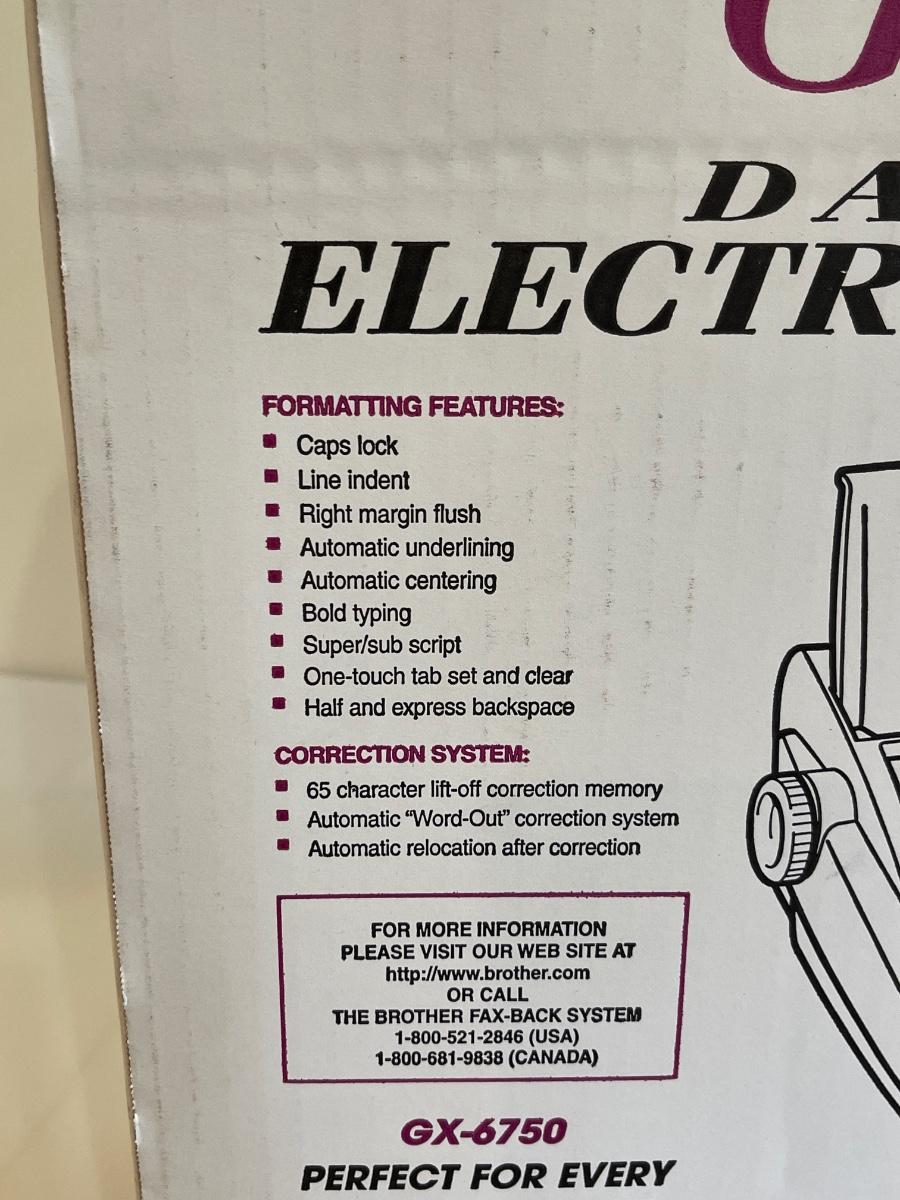 DA
ELECTR
FORMATTING FEATURES:
Caps lock
Line indent
Right margin flush
Automatic underlining
Automatic centering
Bold typing
Super/sub script
One-touch tab set and clear
Half and express backspace
CORRECTION SYSTEM:
65 character lift-off correction memory
Automatic “Word-Out” correction system
Automatic relocation after correction
FOR MORE INFORMATION
PLEASE VISIT OUR WEB SITE AT
http://www.brother.com
OR CALL
THE BROTHER FAX-BACK SYSTEM
1-800-521-2846 (USA)
1-800-681-9838 (CANADA)
GX-6750
PERFECT FOR EVERY